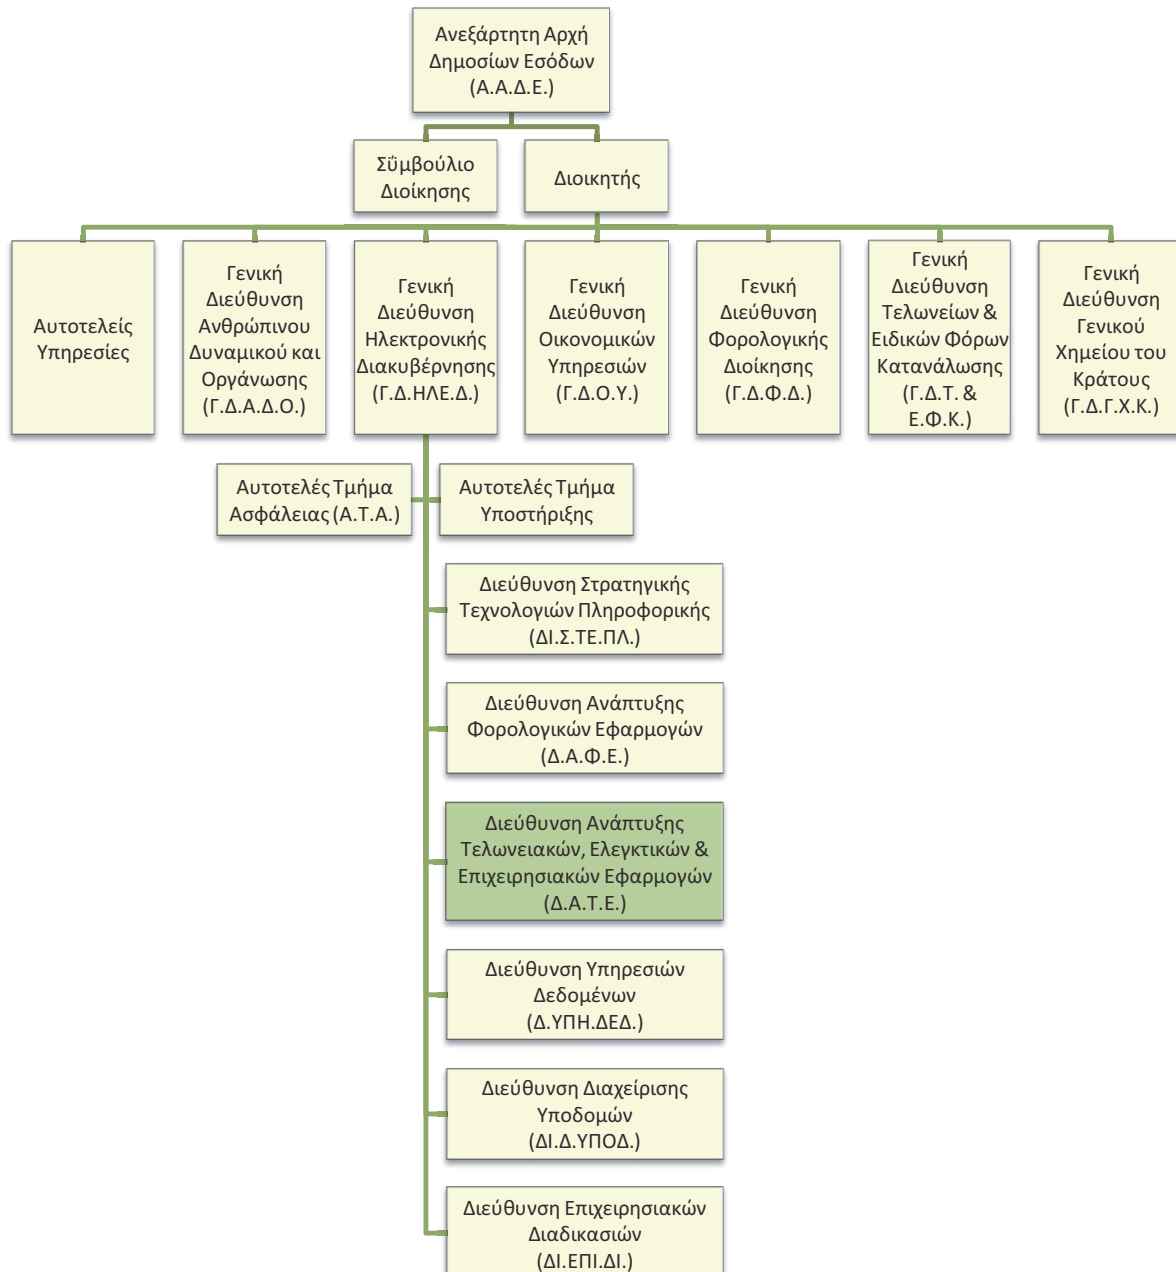 Ανεξάρτητη Αρχή
Δημοσίων Εσόδων
(Α.Α.Δ.Ε.)
Σΰμβούλιο
Διοίκησης
Διοικητής
Αυτοτελείς
Υπηρεσίες
Γενική
Διεύθυνση
Ανθρώπινου
Δυναμικού και
Οργάνωσης
(Γ.Δ.Α.Δ.Ο.)
Γενική
Διεύθυνση
Ηλεκτρονικής
Διακυβέρνησης
(Γ.Δ.ΗΛΕ.Δ.)
Γενική
Διεύθυνση
Οικονομικών
Υπηρεσιών
(Γ.Δ.Ο.Υ.)
Γενική
Διεύθυνση
Φορολογικής
Διοίκησης
(Γ.Δ.Φ.Δ.)
Γενική
Διεύθυνση
Τελωνείων &
Ειδικών Φόρων
Κατανάλωσης
(Γ.Δ.Τ. &
Ε.Φ.Κ.)
Γενική
Διεύθυνση
Γενικού
Χημείου του
Κράτους
(Γ.Δ.Γ.Χ.Κ.)
Αυτοτελές Τμήμα
Ασφάλειας (Α.Τ.Α.)
Αυτοτελές Τμήμα
Υποστήριξης
Διεύθυνση Στρατηγικής
Τεχνολογιών Πληροφορικής
(ΔΙ.Σ.ΤΕ.ΠΛ.)
Διεύθυνση Ανάπτυξης
Φορολογικών Εφαρμογών
(Δ.Α.Φ.Ε.)
Διεύθυνση Ανάπτυξης
Τελωνειακών, Ελεγκτικών &
Επιχειρησιακών Εφαρμογών
(Δ.Α.Τ.Ε.)
Διεύθυνση Υπηρεσιών
Δεδομένων
(Δ.ΥΠΗ.ΔΕΔ.)
Διεύθυνση Διαχείρισης
Υποδομών
(ΔΙ.Δ.ΥΠΟΔ.)
Διεύθυνση Επιχειρησιακών
Διαδικασιών
(ΔΙ.ΕΠΙ.ΔΙ.)